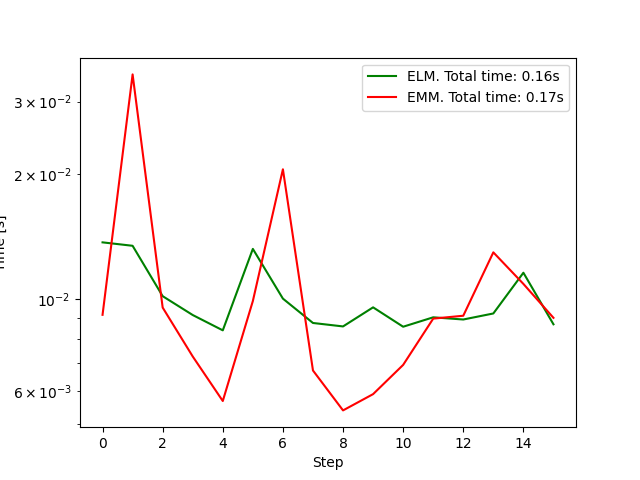 ELM. Total time: 0.16s
EMM. Total time: 0.17s
3 × 10⁻²
2 × 10⁻²
10⁻²
6 × 10⁻³
0 2 4 6 8 10 12 14
Step